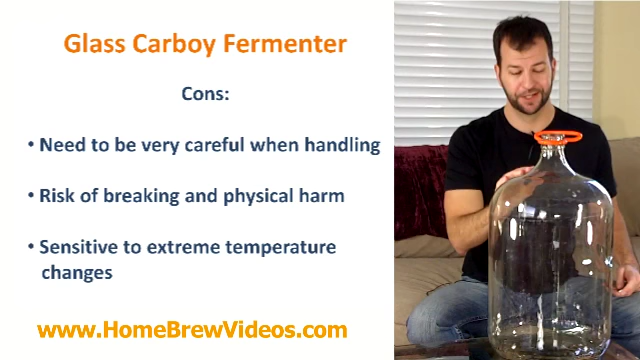 Glass Carboy Fermenter
Cons:
• Need to be very careful when handling
• Risk of breaking and physical harm
• Sensitive to extreme temperature
changes
www.HomeBrewVideos.com